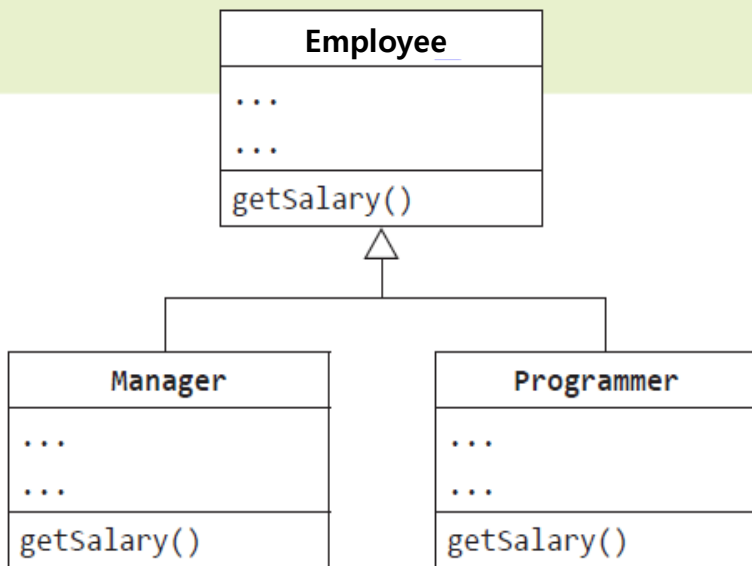 Employee
...
...
getSalary()
Manager
...
...
getSalary()
Programmer
...
...
getSalary()